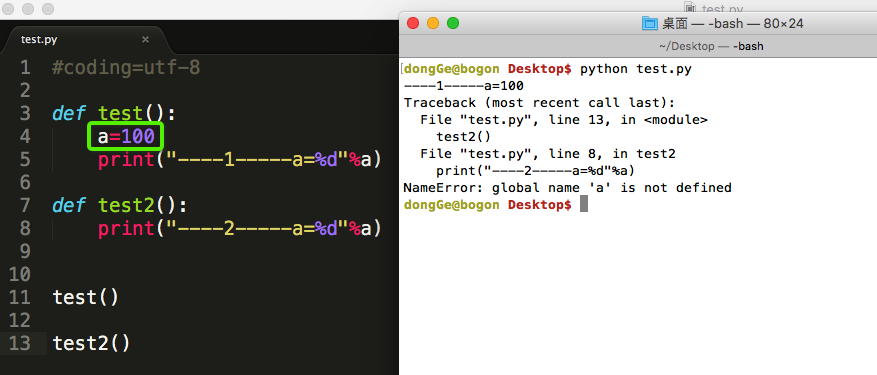 test.py
test.py ×
桌面 — -bash — 80×24
~/Desktop — -bash
1 #coding=utf-8
2
3 def test():
4     a=100
5     print("----1-----a=%d"%a)
6
7 def test2():
8     print("----2-----a=%d"%a)
9
10
11 test()
12
13 test2()
[dongGe@bogon Desktop$ python test.py
----1-----a=100
Traceback (most recent call last):
  File "test.py", line 13, in <module>
    test2()
  File "test.py", line 8, in test2
    print("----2-----a=%d"%a)
NameError: global name 'a' is not defined
dongGe@bogon Desktop$